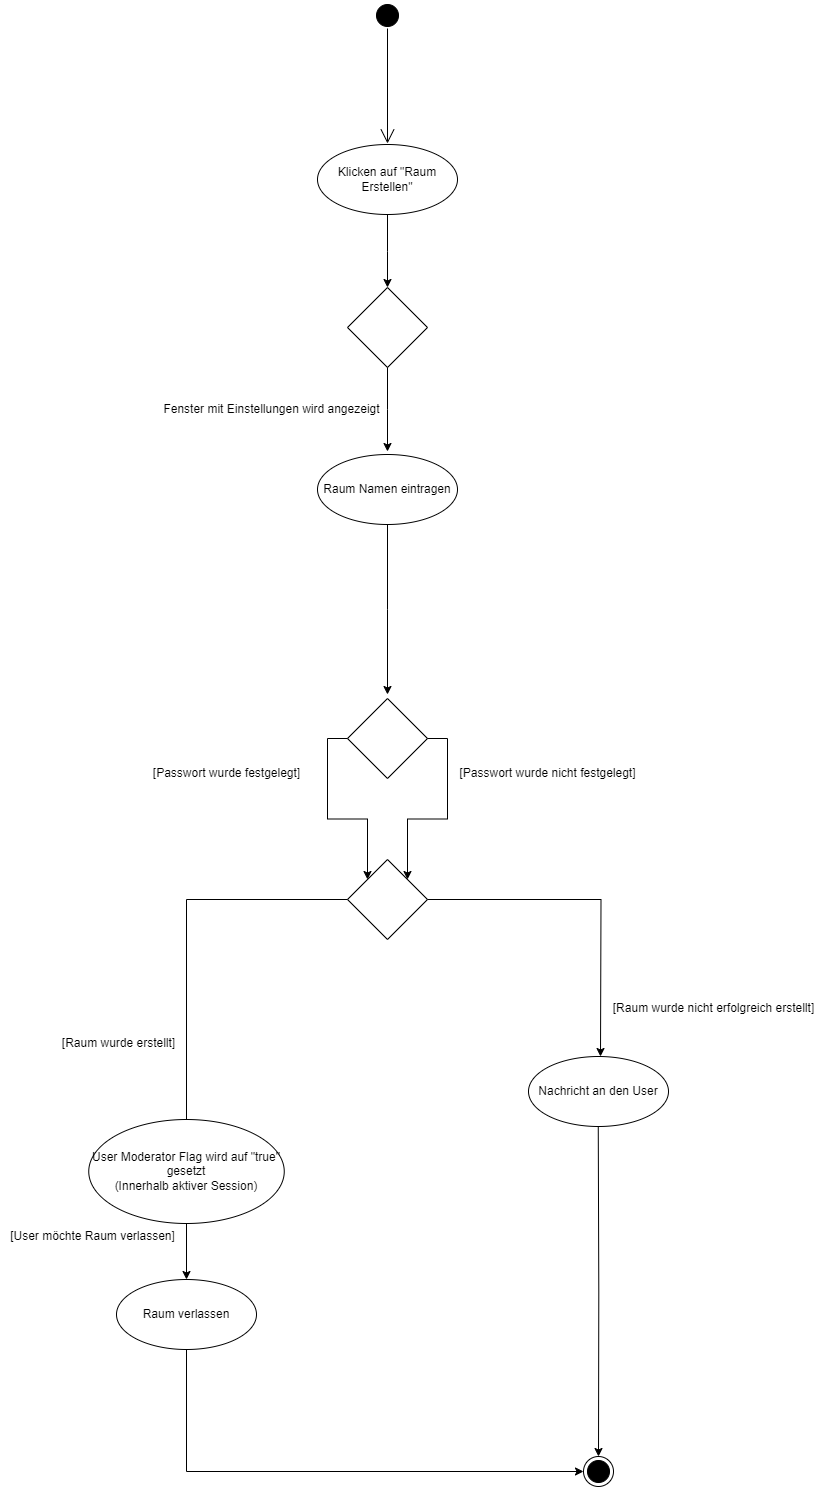 Klicken auf "Raum
Erstellen"
Fenster mit Einstellungen wird angezeigt
Raum Namen eintragen
[Passwort wurde festgelegt]
[Passwort wurde nicht festgelegt]
[Raum wurde nicht erfolgreich erstellt]
[Raum wurde erstellt]
Nachricht an den User
User Moderator Flag wird auf "true"
gesetzt
(Innerhalb aktiver Session)
[User möchte Raum verlassen]
Raum verlassen